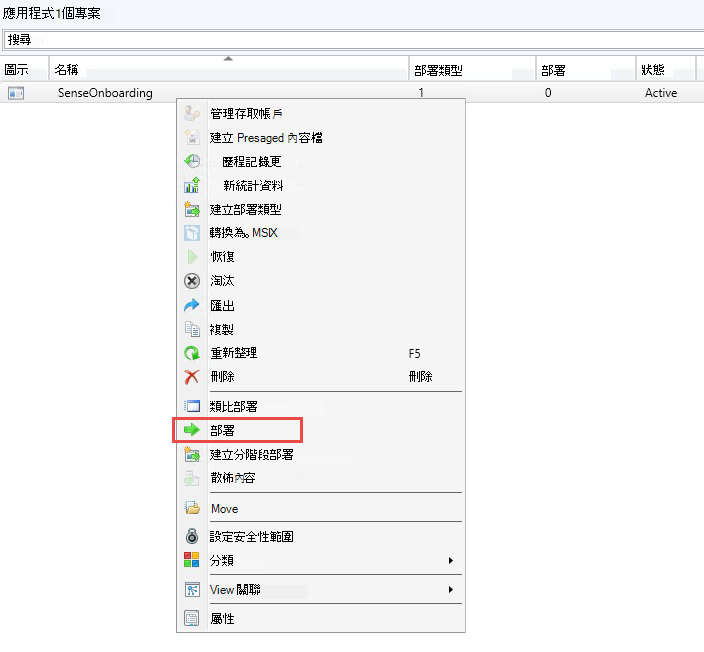 應用程式1個專案
搜尋
圖示 名稱 部署類型 部署 狀態
SenseOnboarding 1 0 Active
管理存取帳戶
建立 Presaged 內容檔
歷程記錄更
新統計資料
建立部署類型
轉換為。MSIX
恢復
淘汰
匯出
複製
重新整理 F5
刪除 刪除
類比部署
部署
建立分階段部署
散佈內容
Move
設定安全性範圍
分類
View 關聯
屬性